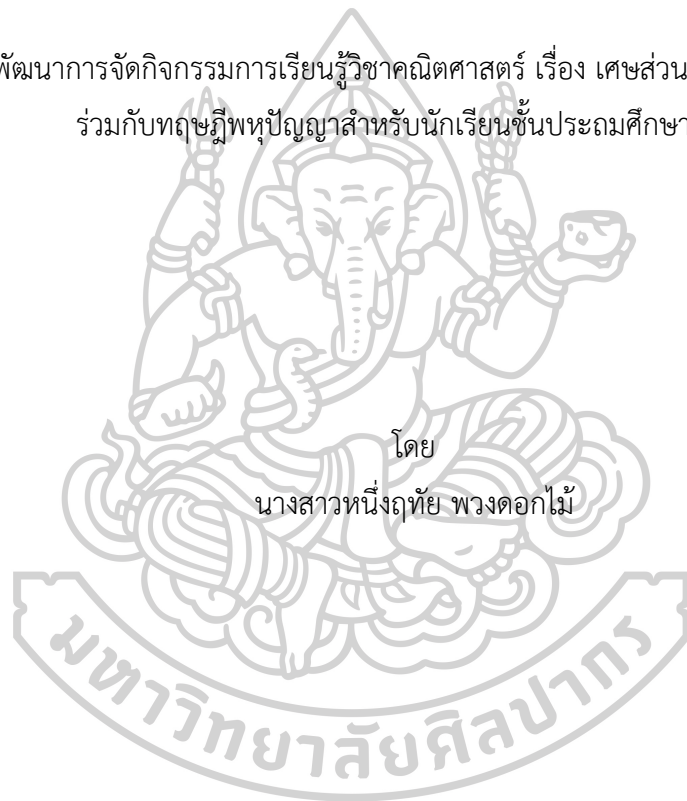 พัฒนาการจัดกิจกรรมการเรียนรู้วิชาคณิตศาสตร์ เรื่อง เศษส่วน
ร่วมกับทฤษฎีพหุปัญญาสำหรับนักเรียนชั้นประถมศึกษา
โดย
นางสาวหนึ่งฤทัย พวงดอกไม้
มหาวิทยาลัยศิลปากร